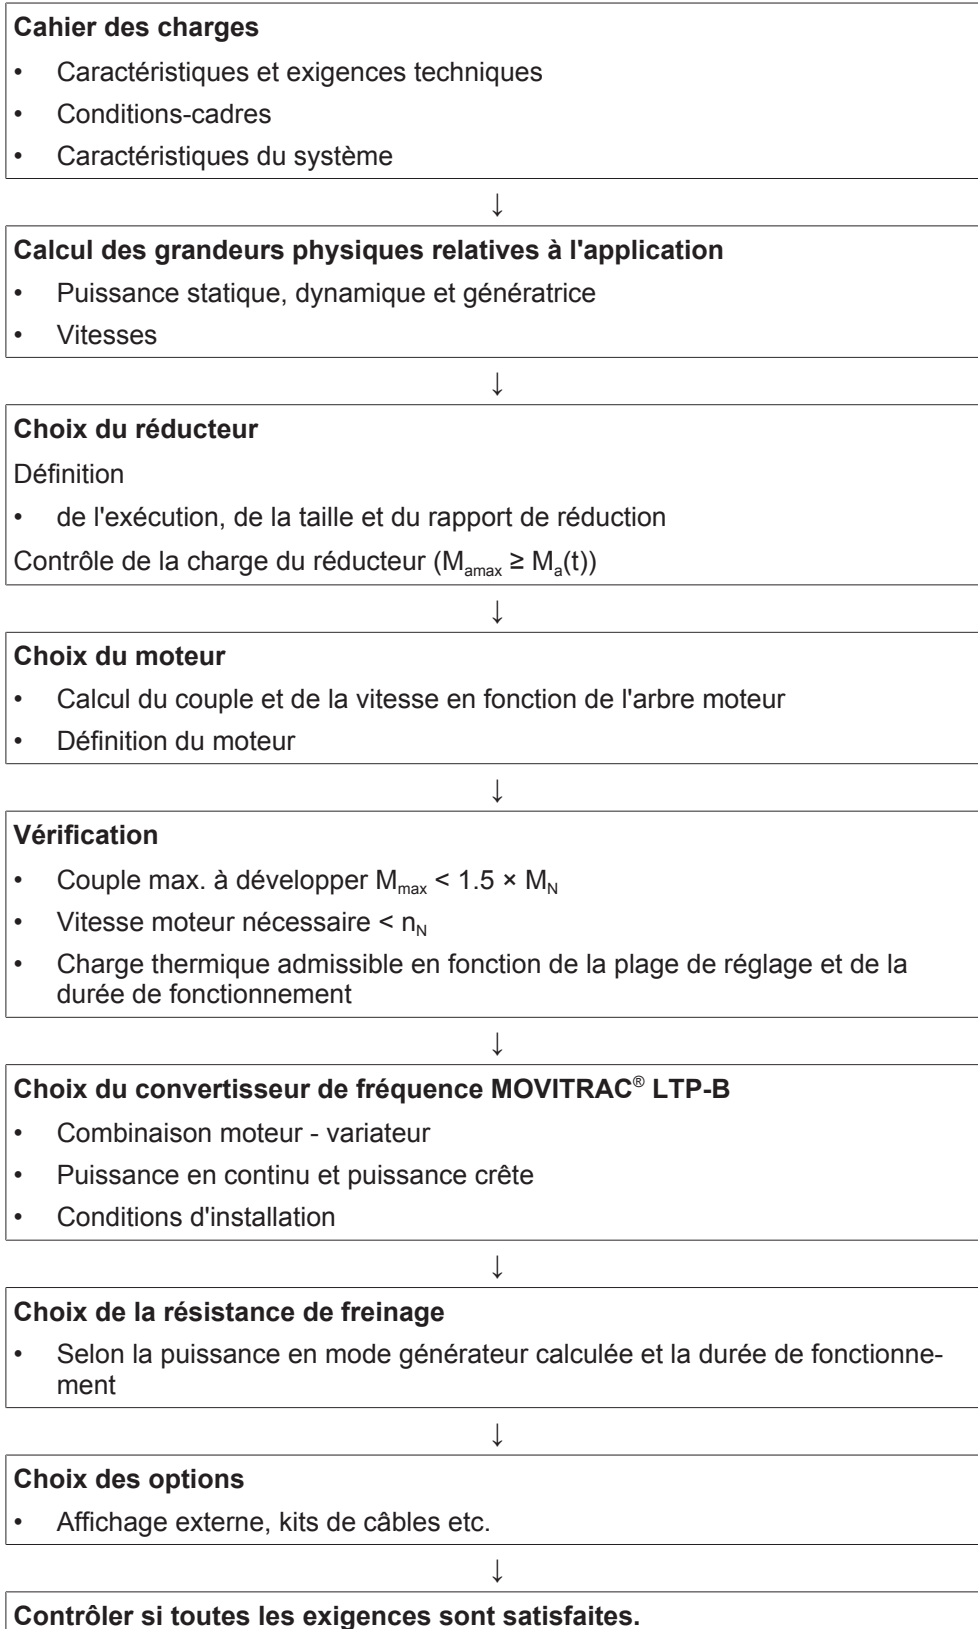 Cahier des charges
• Caractéristiques et exigences techniques
• Conditions-cadres
• Caractéristiques du système
↓
Calcul des grandeurs physiques relatives à l'application
• Puissance statique, dynamique et génératrice
• Vitesses
↓
Choix du réducteur
Définition
• de l'exécution, de la taille et du rapport de réduction
Contrôle de la charge du réducteur (Mamax ≥ Ma(t))
↓
Choix du moteur
• Calcul du couple et de la vitesse en fonction de l'arbre moteur
• Définition du moteur
↓
Vérification
• Couple max. à développer Mmax < 1.5 × MN
• Vitesse moteur nécessaire < nN
• Charge thermique admissible en fonction de la plage de réglage et de la
durée de fonctionnement
↓
Choix du convertisseur de fréquence MOVITRAC® LTP-B
• Combinaison moteur - variateur
• Puissance en continu et puissance crête
• Conditions d'installation
↓
Choix de la résistance de freinage
• Selon la puissance en mode générateur calculée et la durée de fonctionne-
ment
↓
Choix des options
• Affichage externe, kits de câbles etc.
↓
Contrôler si toutes les exigences sont satisfaites.